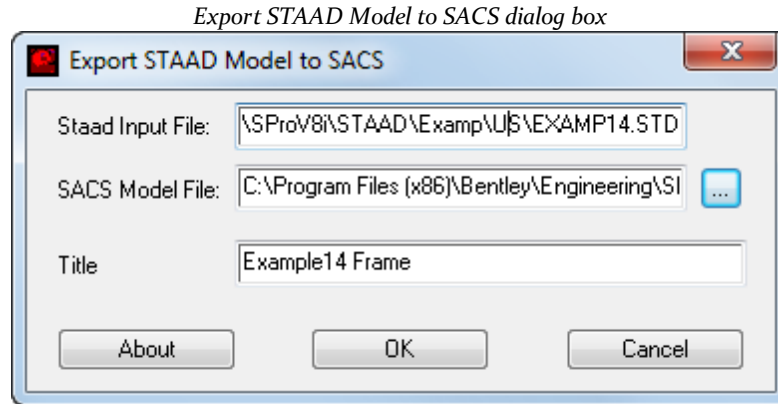 Export STAAD Model to SACS dialog box
Export STAAD Model to SACS
Staad Input File: \SProV8i\STAAD\Examp\US\EXAMP14.STD
SACS Model File: C:\Program Files (x86)\Bentley\Engineering\SI ...
Title Example14 Frame
About OK Cancel